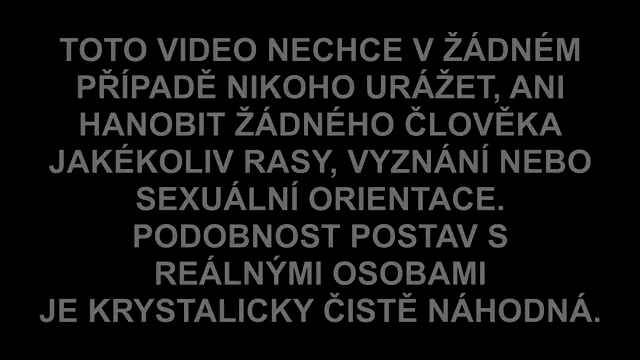 TOTO VIDEO NECHCE V ŽÁDNÉM
PŘÍPADĚ NIKOHO URÁŽET, ANI
HANOBIT ŽÁDNÉHO ČLOVĚKA
JAKÉKOLIV RASY, VYZNÁNÍ NEBO
SEXUÁLNÍ ORIENTACE.
PODOBNOST POSTAV S
REÁLNÝMI OSOBAMI
JE KRYSTALICKY ČISTĚ NÁHODNÁ.